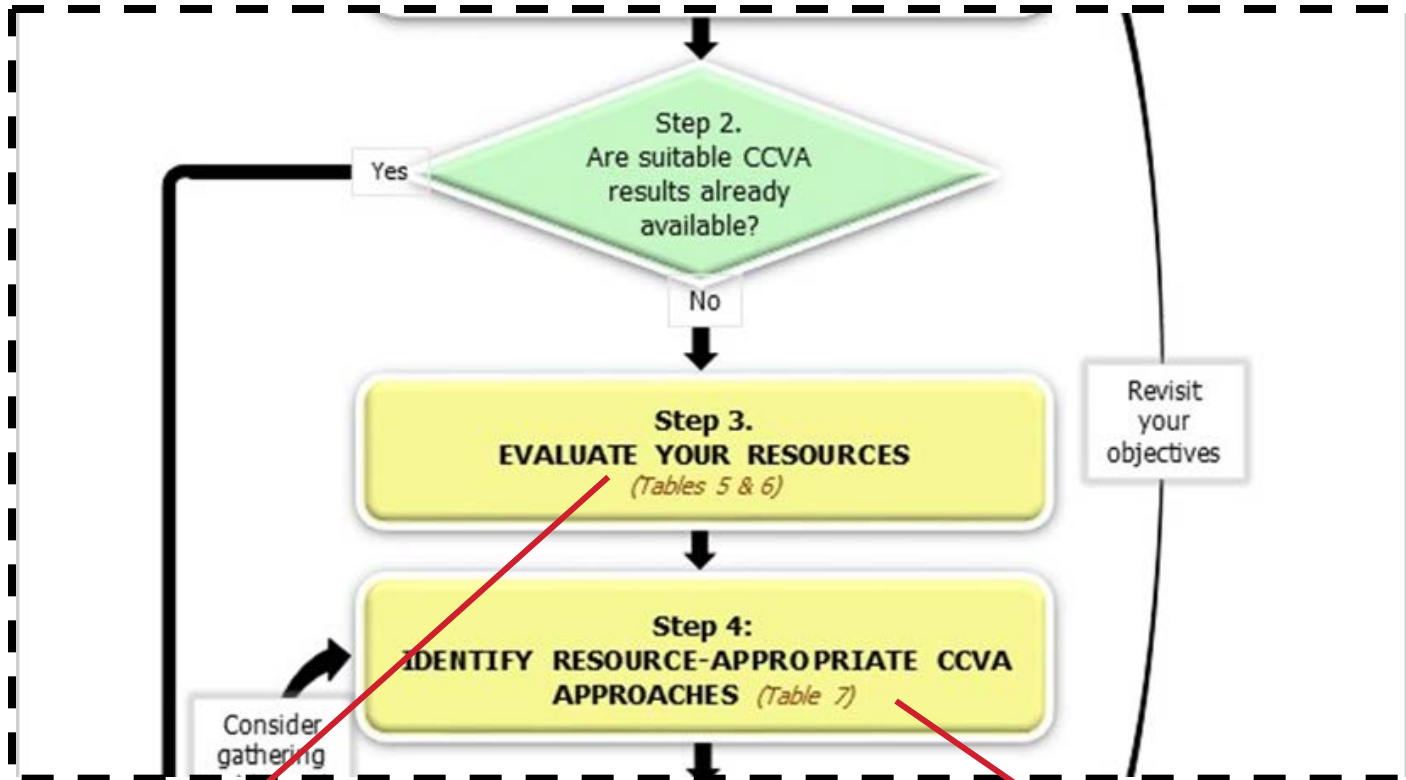 Step 2.
Are suitable CCVA
results already
available?
Yes
No
Step 3.
EVALUATE YOUR RESOURCES
(Tables 5 & 6)
Revisit
your
objectives
Step 4:
IDENTIFY RESOURCE-APPROPRIATE CCVA
APPROACHES (Table 7)
Consider
gathering